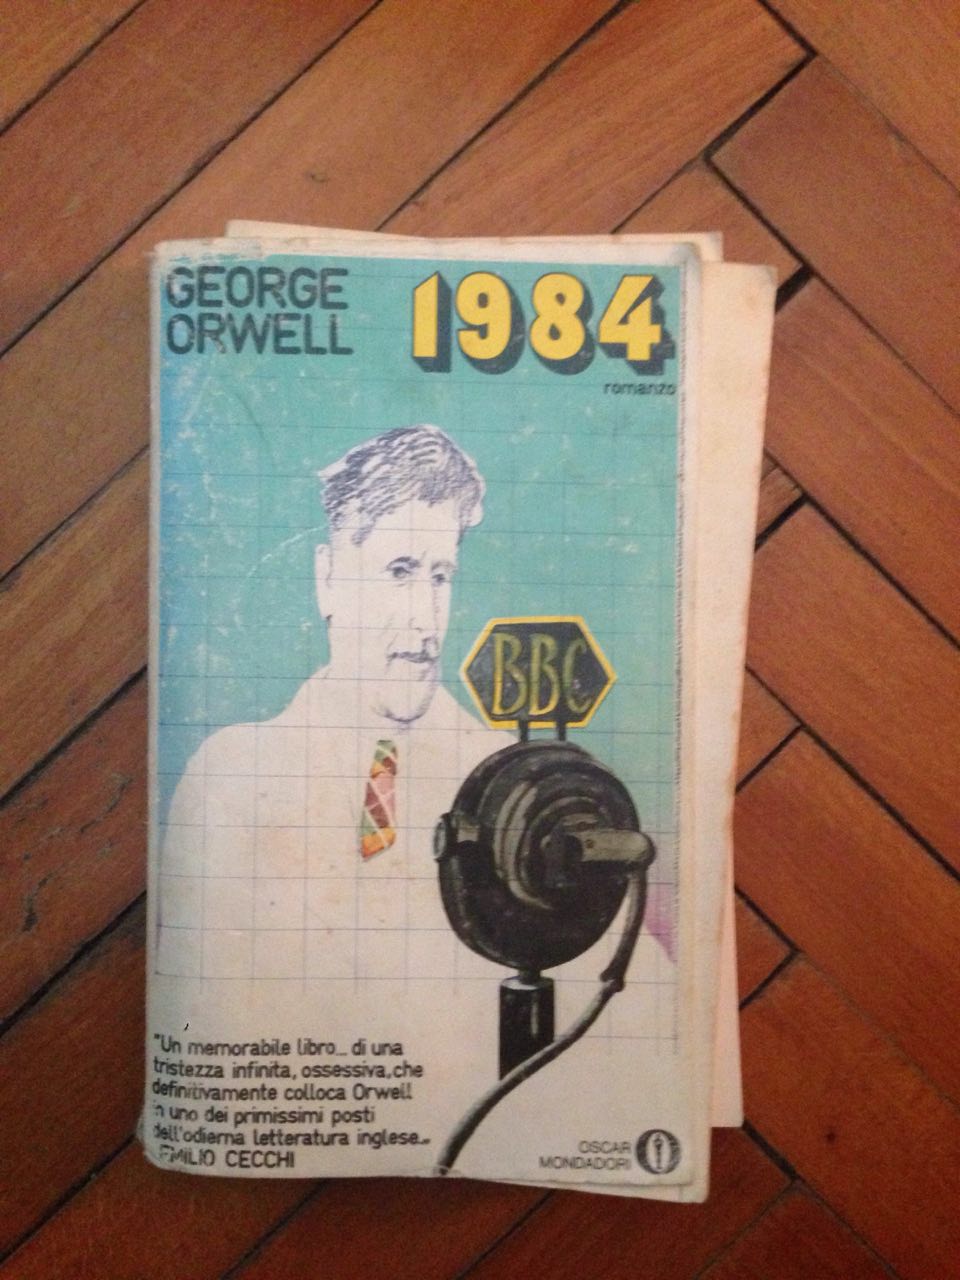 GEORGE
ORWELL
1984
romanzo
BBC
"Un memorabile libro... di una
tristezza infinita, ossessiva, che
definitivamente colloca Orwell
in uno dei primissimi posti
dell'odierna letteratura inglese...
EMILIO CECCHI
OSCAR
MONDADORI